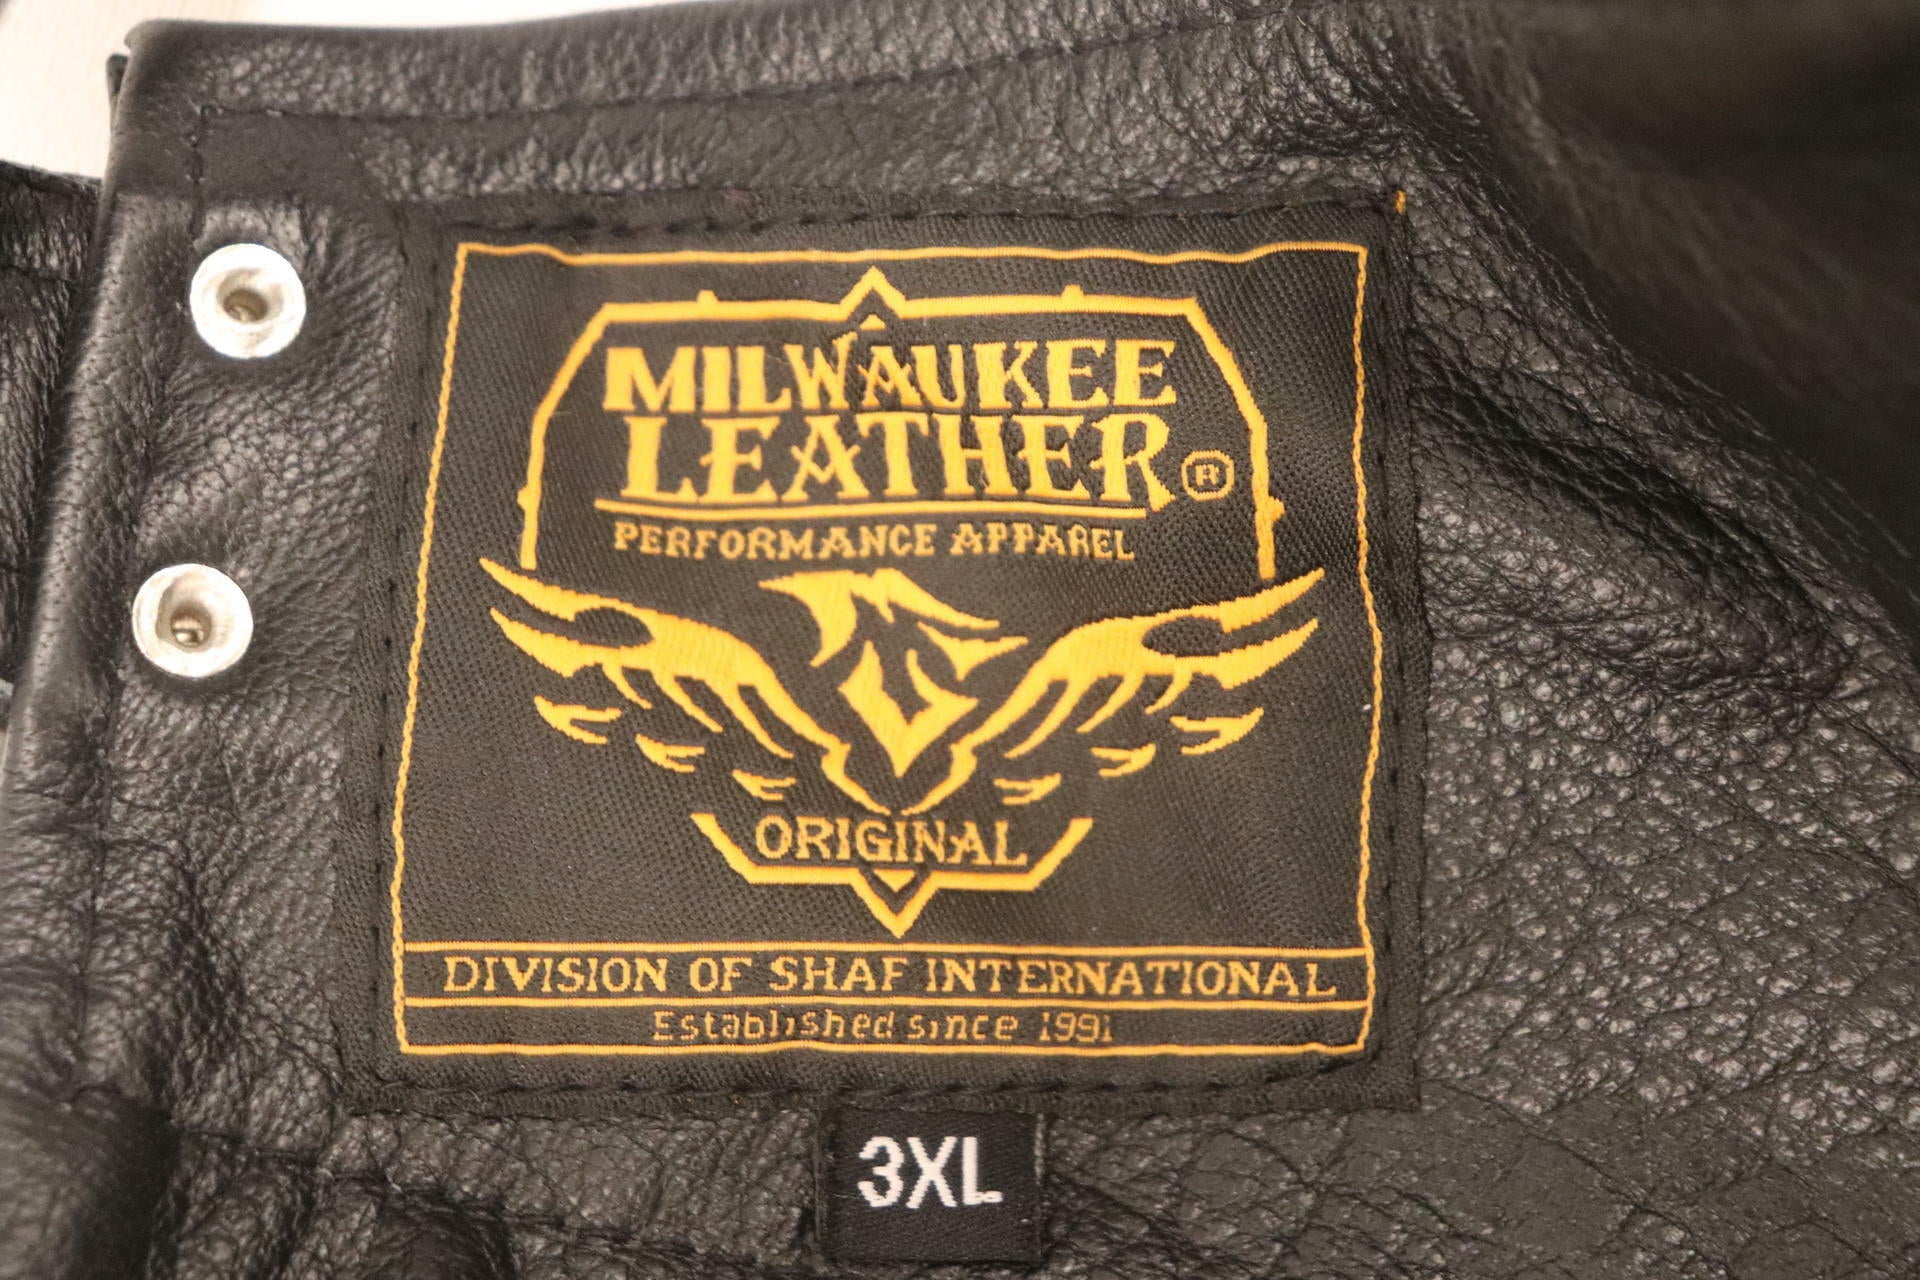 MILWAUKEE
LEATHER®
PERFORMANCE APPAREL
ORIGINAL
DIVISION OF SHAF INTERNATIONAL
Established since 1991
3XL